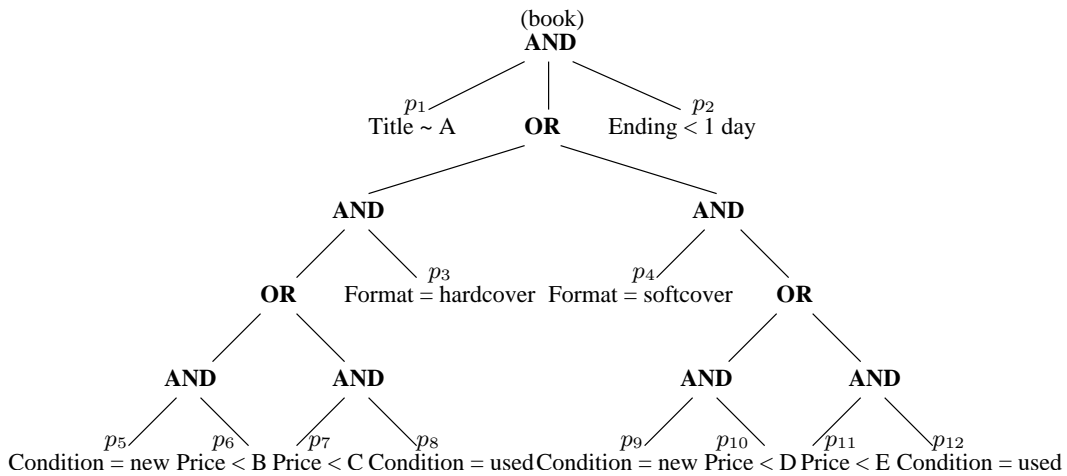 (book)
AND
p1 p2
Title ~ A OR Ending < 1 day
AND AND
p3 p4
OR Format = hardcover Format = softcover OR
AND AND AND AND
p5 p6 p7 p8 p9 p10 p11 p12
Condition = new Price < B Price < C Condition = used Condition = new Price < D Price < E Condition = used